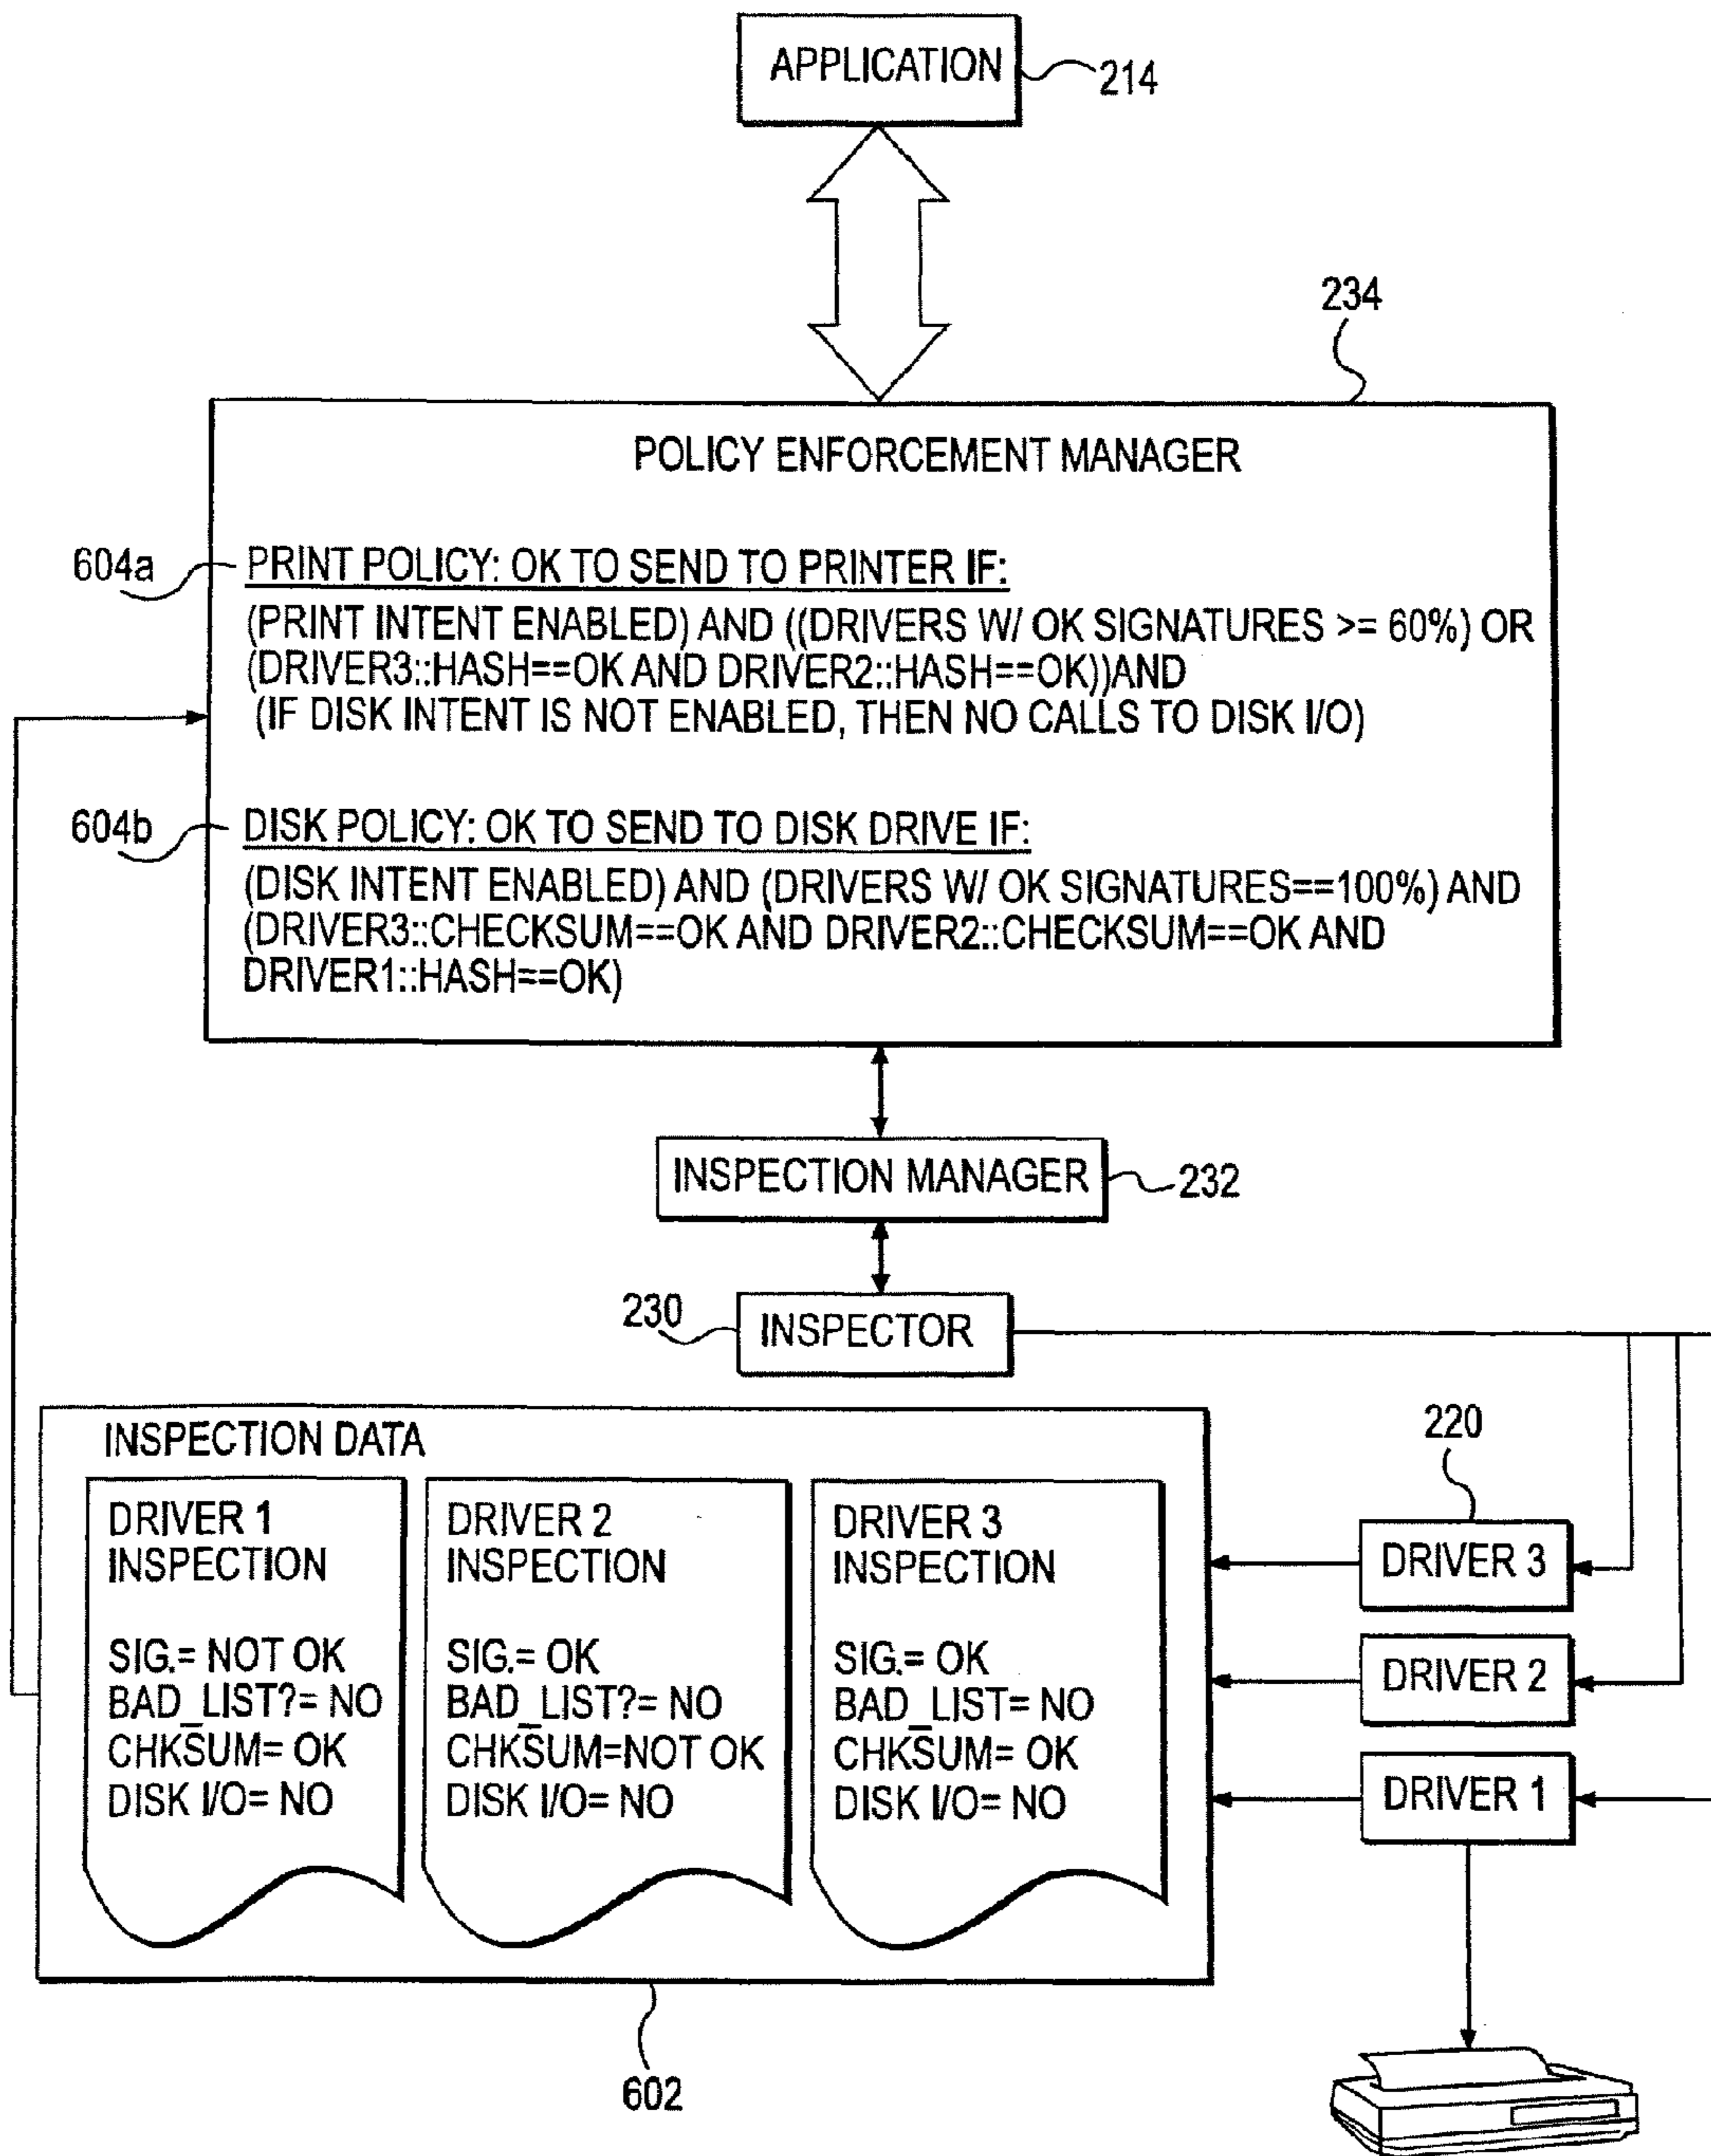 APPLICATION
214
234
POLICY ENFORCEMENT MANAGER
604a
PRINT POLICY: OK TO SEND TO PRINTER IF:
(PRINT INTENT ENABLED) AND ((DRIVERS W/ OK SIGNATURES >= 60%) OR
(DRIVER3::HASH==OK AND DRIVER2::HASH==OK))AND
(IF DISK INTENT IS NOT ENABLED, THEN NO CALLS TO DISK I/O)
604b
DISK POLICY: OK TO SEND TO DISK DRIVE IF:
(DISK INTENT ENABLED) AND (DRIVERS W/ OK SIGNATURES==100%) AND
(DRIVER3::CHECKSUM==OK AND DRIVER2::CHECKSUM==OK AND
DRIVER1::HASH==OK)
INSPECTION MANAGER
232
230
INSPECTOR
INSPECTION DATA
DRIVER 1
INSPECTION
SIG.= NOT OK
BAD_LIST?= NO
CHKSUM= OK
DISK I/O= NO
DRIVER 2
INSPECTION
SIG.= OK
BAD_LIST?= NO
CHKSUM=NOT OK
DISK I/O= NO
DRIVER 3
INSPECTION
SIG.= OK
BAD_LIST= NO
CHKSUM= OK
DISK I/O= NO
220
DRIVER 3
DRIVER 2
DRIVER 1
602